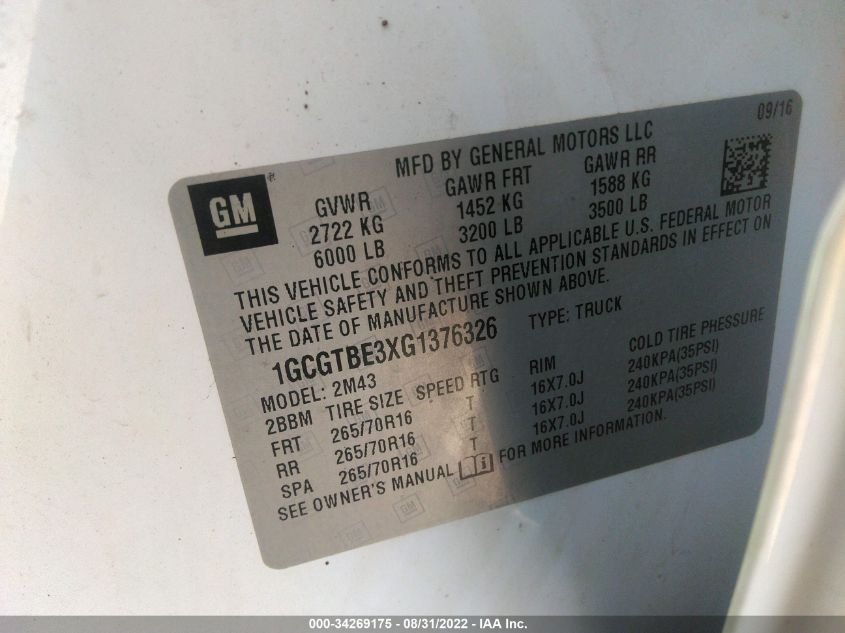 09/16
MFD BY GENERAL MOTORS LLC
GM ®
GVWR GAWR FRT GAWR RR
2722 KG 1452 KG 1588 KG
6000 LB 3200 LB 3500 LB
THIS VEHICLE CONFORMS TO ALL APPLICABLE U.S. FEDERAL MOTOR
VEHICLE SAFETY AND THEFT PREVENTION STANDARDS IN EFFECT ON
THE DATE OF MANUFACTURE SHOWN ABOVE.
1GCGTBE3XG1376326 TYPE: TRUCK
MODEL: 2M43
2BBM TIRE SIZE SPEED RTG RIM COLD TIRE PRESSURE
FRT 265/70R16 T 16X7.0J 240KPA(35PSI)
RR 265/70R16 T 16X7.0J 240KPA(35PSI)
SPA 265/70R16 T 16X7.0J 240KPA(35PSI)
SEE OWNER'S MANUAL FOR MORE INFORMATION.
000-34269175 - 08/31/2022 - IAA Inc.